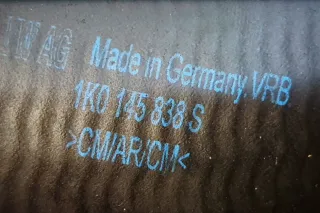 VW AG Made in Germany. VRB
1K0 145 838 S
>CM/AR/CM<